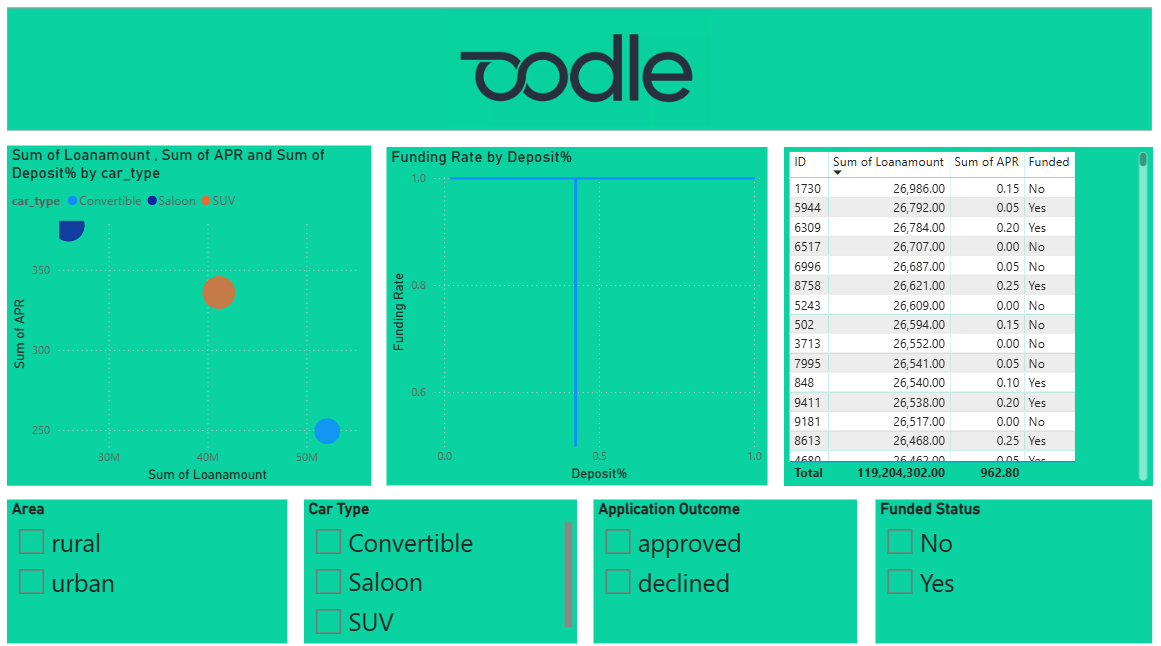 oodle
Sum of Loanamount , Sum of APR and Sum of
Deposit% by car_type
car_type Convertible Saloon SUV
350
300
250
Sum of APR
30M 40M 50M
Sum of Loanamount
Funding Rate by Deposit%
1.0
0.8
0.6
Funding Rate
0.0 0.5 1.0
Deposit%
ID Sum of Loanamount Sum of APR Funded
1730 26,986.00 0.15 No
5944 26,792.00 0.05 Yes
6309 26,784.00 0.20 Yes
6517 26,707.00 0.00 No
6996 26,687.00 0.05 No
8758 26,621.00 0.25 Yes
5243 26,609.00 0.00 No
502 26,594.00 0.15 No
3713 26,552.00 0.00 No
7995 26,541.00 0.05 No
848 26,540.00 0.10 Yes
9411 26,538.00 0.20 Yes
9181 26,517.00 0.00 No
8613 26,468.00 0.25 Yes
4680 26,462.00 0.05 Yes
Total 119,204,302.00 962.80
Area
rural
urban
Car Type
Convertible
Saloon
SUV
Application Outcome
approved
declined
Funded Status
No
Yes